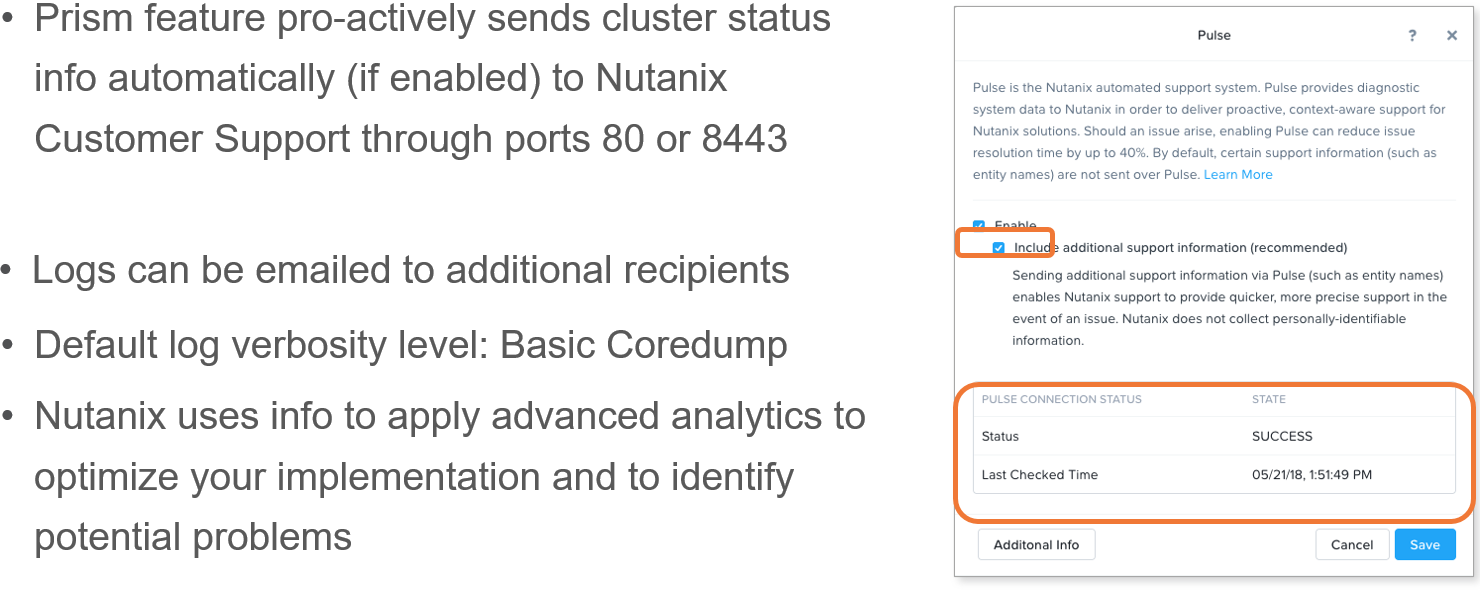 • Prism feature pro-actively sends cluster status
info automatically (if enabled) to Nutanix
Customer Support through ports 80 or 8443
• Logs can be emailed to additional recipients
• Default log verbosity level: Basic Coredump
• Nutanix uses info to apply advanced analytics to
optimize your implementation and to identify
potential problems
Pulse ? ×
Pulse is the Nutanix automated support system. Pulse provides diagnostic
system data to Nutanix in order to deliver proactive, context-aware support for
Nutanix solutions. Should an issue arise, enabling Pulse can reduce issue
resolution time by up to 40%. By default, certain support information (such as
entity names) are not sent over Pulse. Learn More
Enable
Include additional support information (recommended)
Sending additional support information via Pulse (such as entity names)
enables Nutanix support to provide quicker, more precise support in the
event of an issue. Nutanix does not collect personally-identifiable
information.
PULSE CONNECTION STATUS STATE
Status SUCCESS
Last Checked Time 05/21/18, 1:51:49 PM
Additonal Info Cancel Save